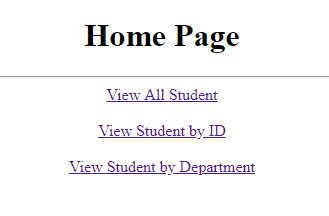 Home Page
View All Student
View Student by ID
View Student by Department